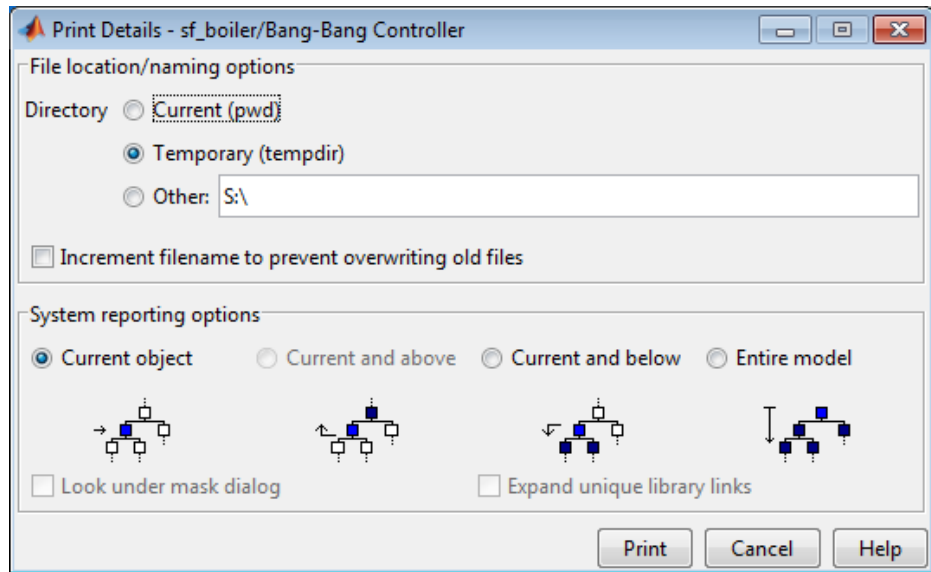 Print Details - sf_boiler/Bang-Bang Controller
File location/naming options
Directory Current (pwd)
Temporary (tempdir)
Other: S:\
Increment filename to prevent overwriting old files
System reporting options
Current object Current and above Current and below Entire model
Look under mask dialog Expand unique library links
Print Cancel Help